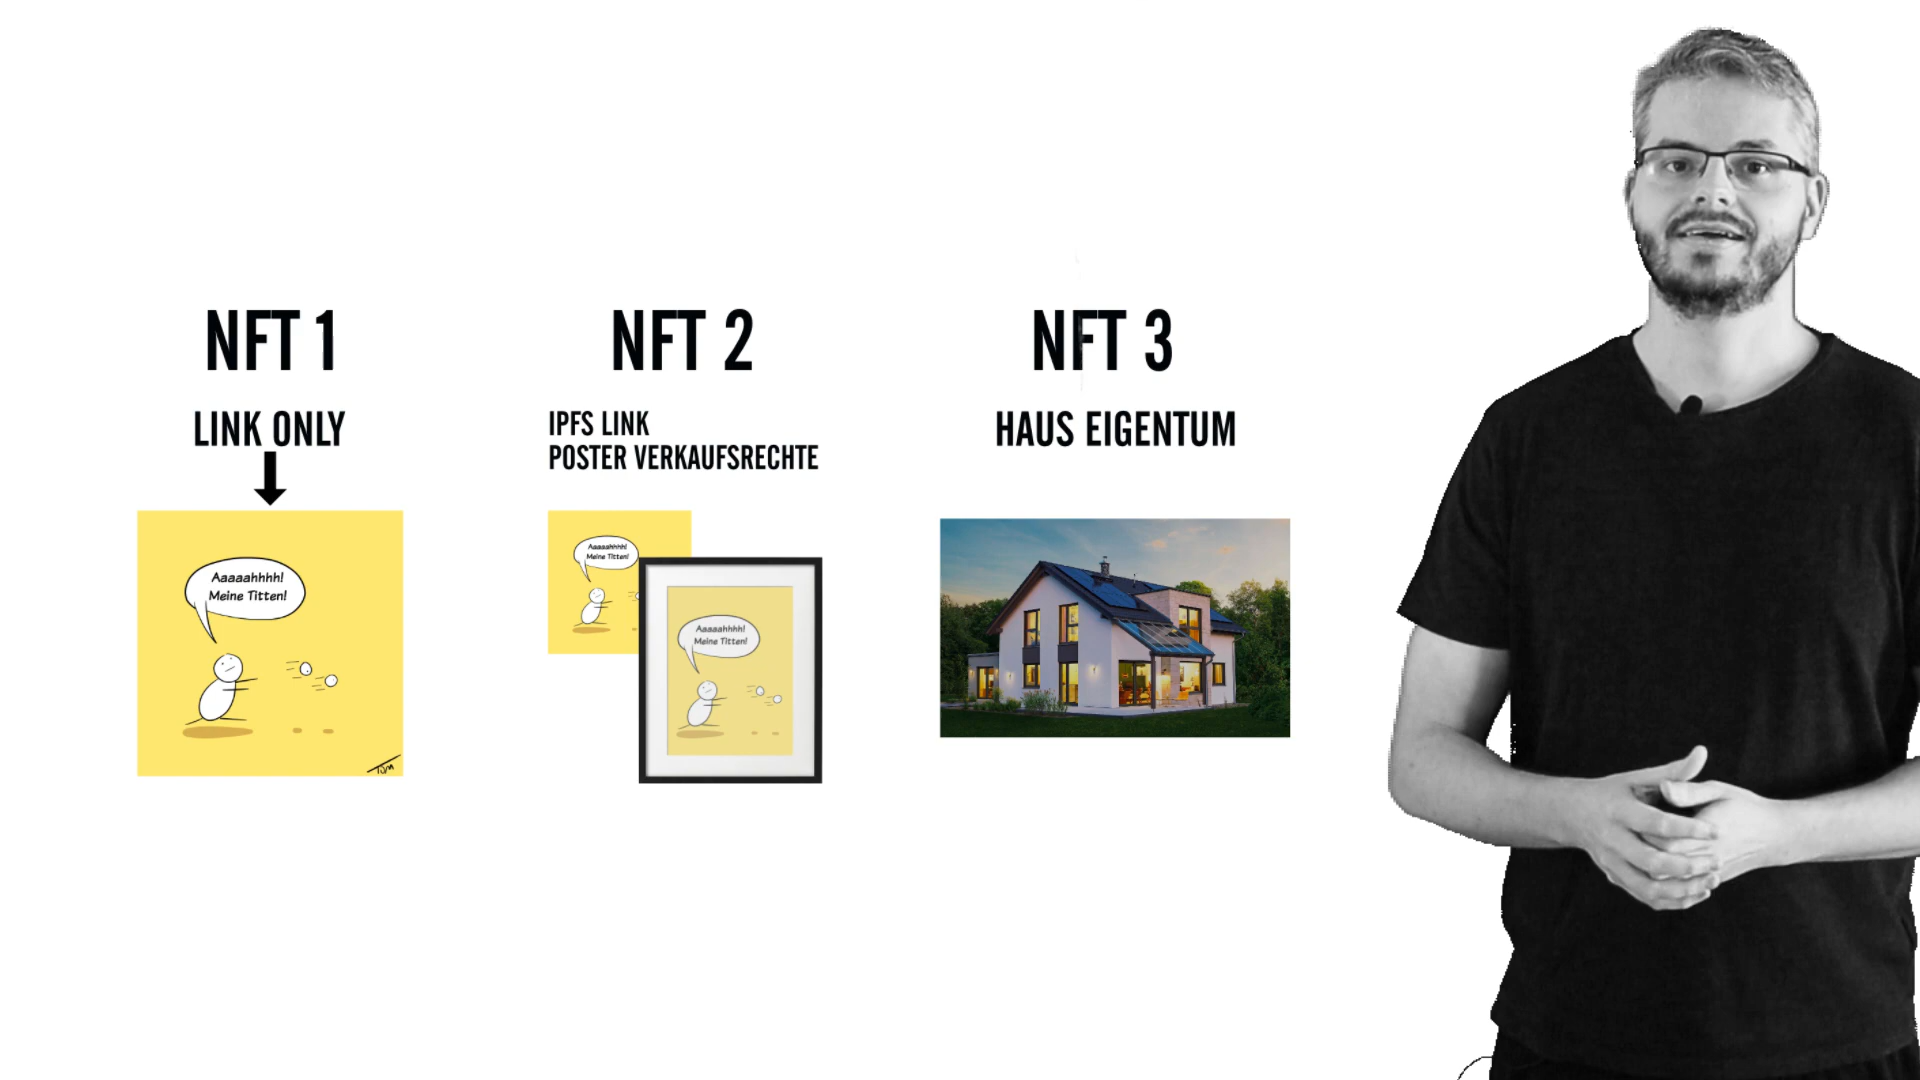 NFT 1
LINK ONLY
Aaaaahhhh!
Meine Titten!
Tim
NFT 2
IPFS LINK
POSTER VERKAUFSRECHTE
Aaaaahhhh!
Meine Titten!
Aaaaahhhh!
Meine Titten!
NFT 3
HAUS EIGENTUM